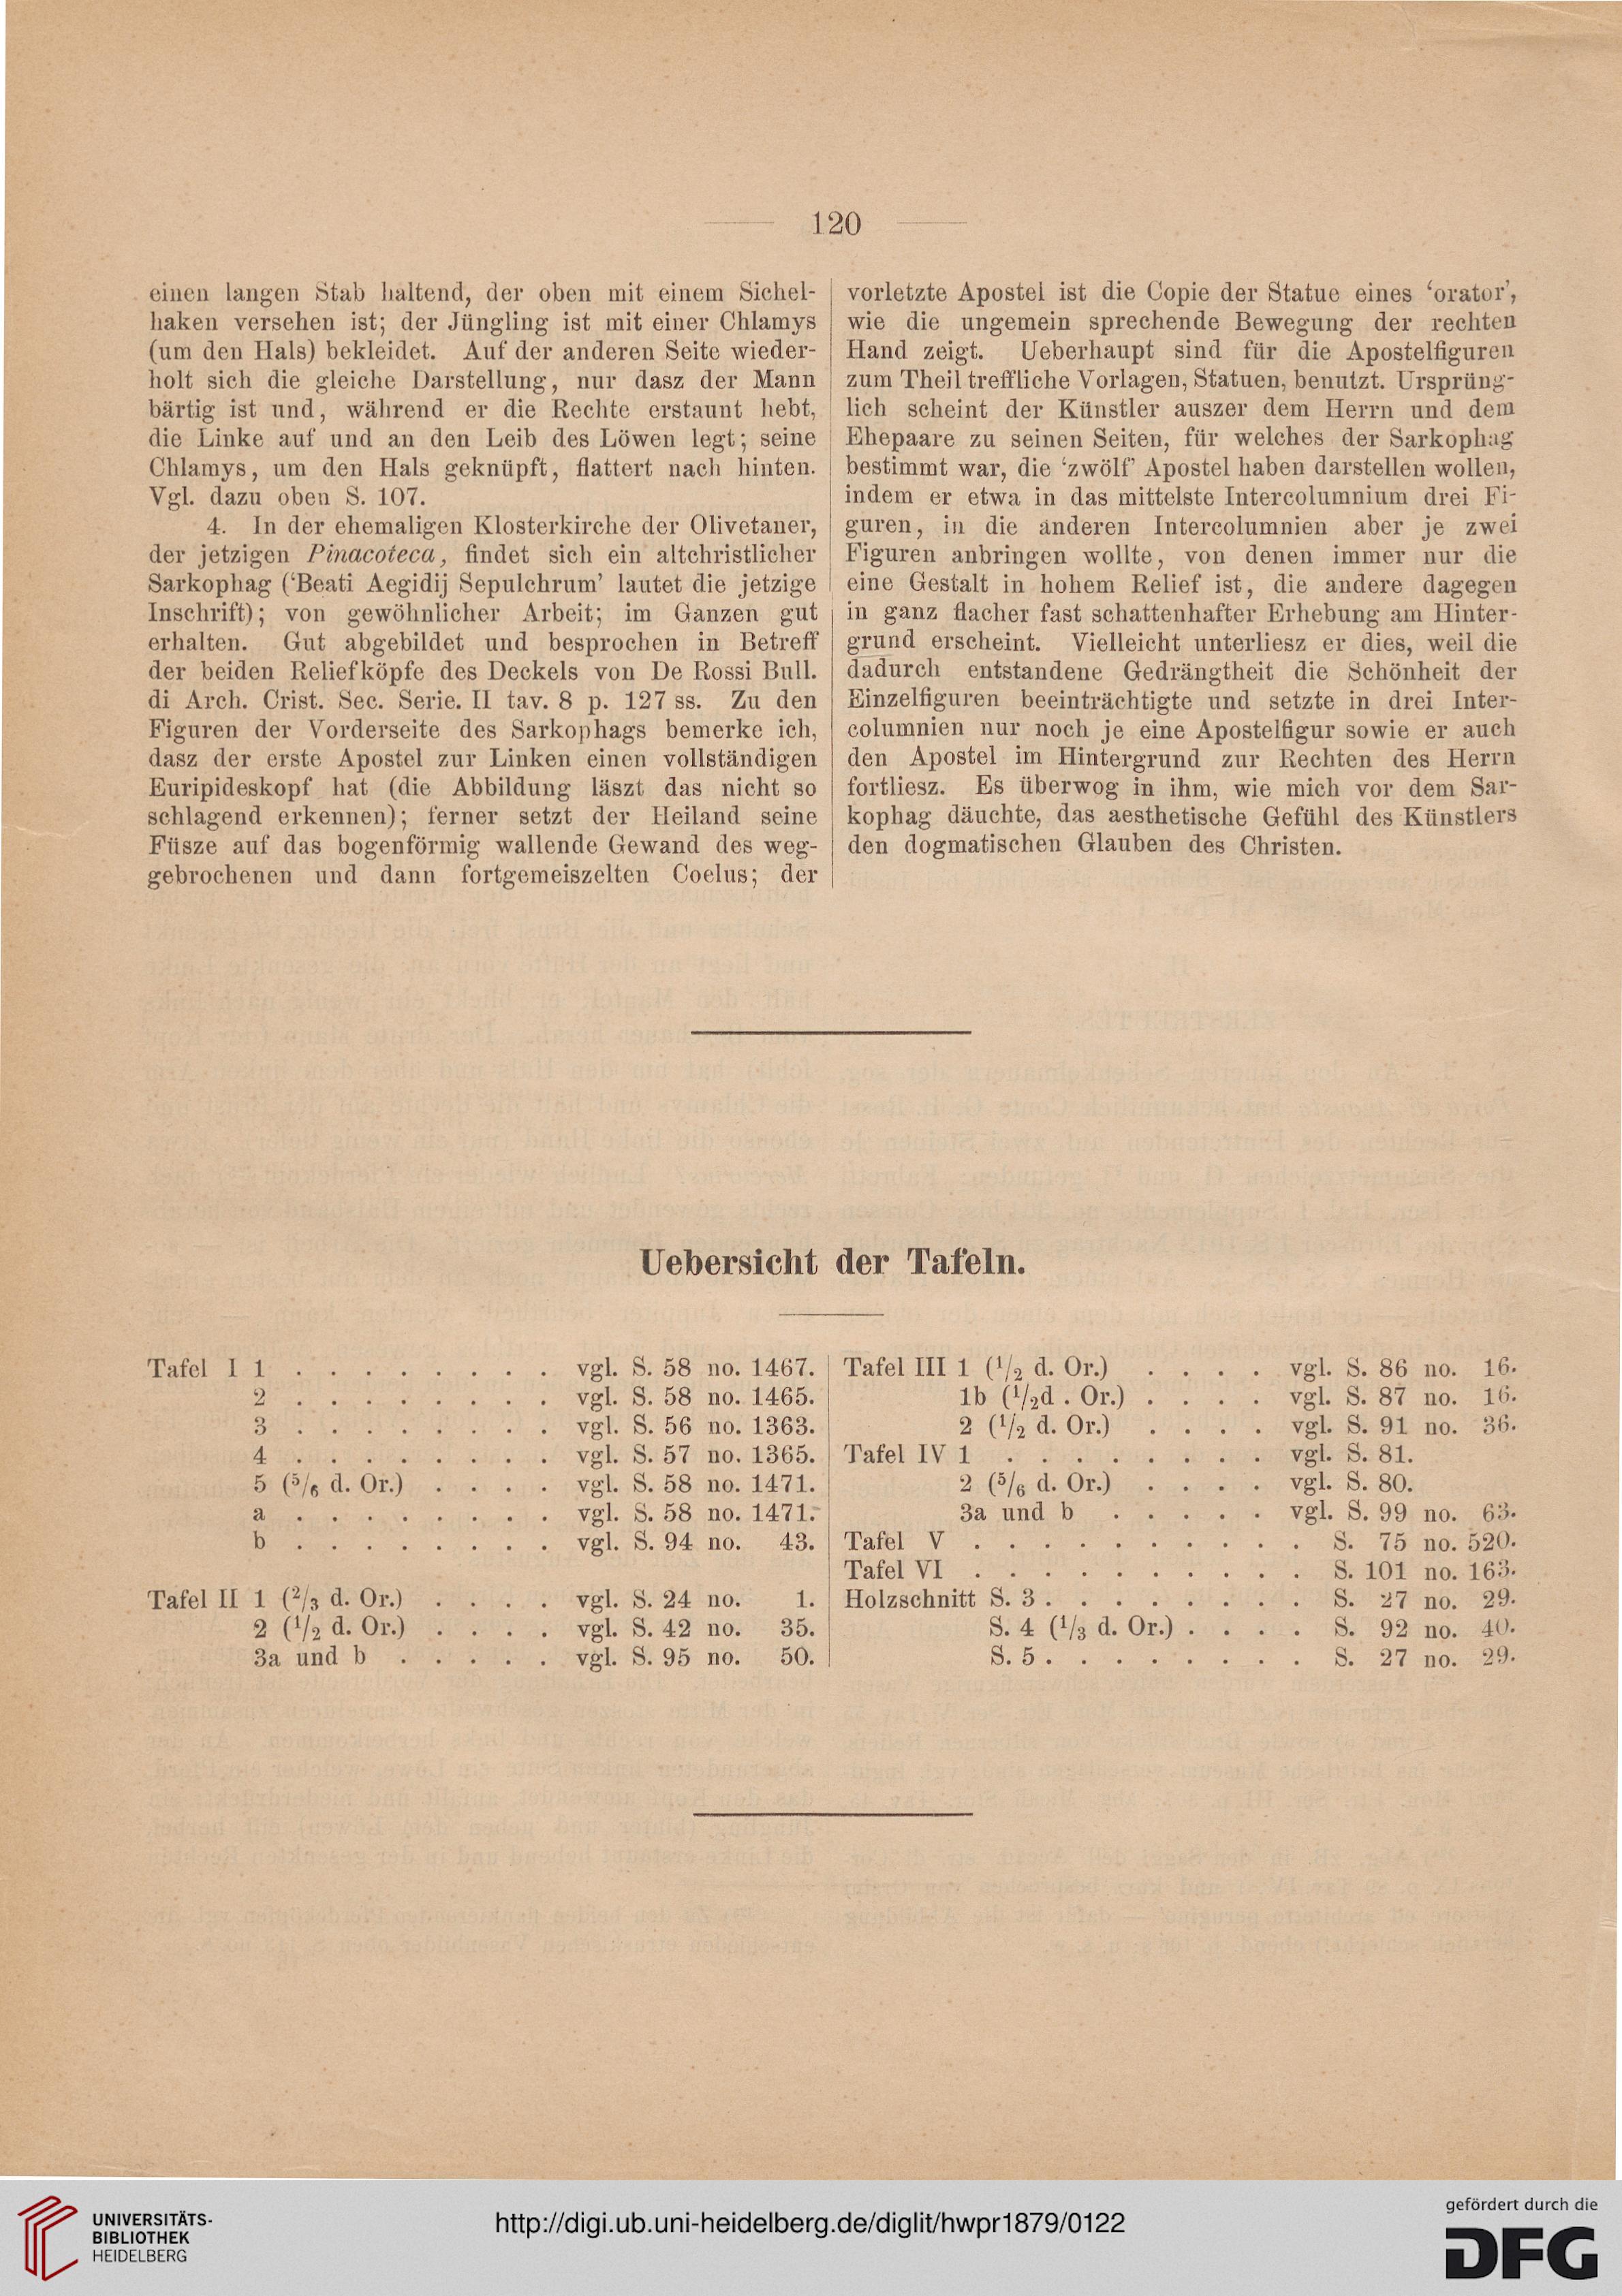 120
einen langen Stab haltend, der oben mit einem Sichel-
haken versehen ist; der Jüngling ist mit einer Chlamys
(um den Hals) bekleidet. Auf der anderen Seite wieder-
holt sich die gleiche Darstellung, nur dasz der Mann
bärtig ist und, während er die Rechte erstaunt hebt,
die Linke auf und an den Leib des Löwen legt; seine
Chlamys, um den Hals geknüpft, flattert nach hinten.
Vgl. dazu oben S. 107.
4. In der ehemaligen Klosterkirche der Olivetaner,
der jetzigen Pinacoteca, findet sich ein altchristlicher
Sarkophag (‘Beati Aegidij Sepulchrum’ lautet die jetzige
Inschrift); von gewöhnlicher Arbeit; im Ganzen gut
erhalten. Gut abgebildet und besprochen in Betreff
der beiden Reliefköpfe des Deckels von De Rossi Bull.
di Arch. Crist. Sec. Serie. II tav. 8 p. 127 ss. Zu den
Figuren der Vorderseite des Sarkophags bemerke ich,
dasz der erste Apostel zur Linken einen vollständigen
Euripideskopf hat (die Abbildung läszt das nicht so
schlagend erkennen); ferner setzt der Heiland seine
Füsze auf das bogenförmig wallende Gewand des weg-
gebrochenen und dann fortgemeiszelten Coelus; der
vorletzte Apostel ist die Copie der Statue eines ‘orator’,
wie die ungemein sprechende Bewegung der rechten
Hand zeigt. Ueberhaupt sind für die Apostelfiguren
zum Theil treffliche Vorlagen, Statuen, benutzt. Ursprüng-
lich scheint der Künstler auszer dem Herrn und dem
Ehepaare zu seinen Seiten, für welches der Sarkophag
bestimmt war, die ‘zwölf’ Apostel haben darstellen wollen,
indem er etwa in das mittelste Intercolumnium drei Fi-
guren, in die anderen Intercolumnien aber je zwei
Figuren anbringen wollte, von denen immer nur die
eine Gestalt in hohem Relief ist, die andere dagegen
in ganz flacher fast schattenhafter Erhebung am Hinter-
grund erscheint. Vielleicht unterliesz er dies, weil die
dadurch entstandene Gedrängtheit die Schönheit der
Einzelfiguren beeinträchtigte und setzte in drei Inter-
columnien nur noch je eine Apostelfigur sowie er auch
den Apostel im Hintergrund zur Rechten des Herrn
fortliesz. Es überwog in ihm, wie mich vor dem Sar-
kophag däuchte, das aesthetische Gefühl des Künstlers
den dogmatischen Glauben des Christen.
Uebersicht der Tafeln.
Tafel I 1 . . . . . . . . vgl. S. 58 no. 1467.
2 . . . . . . . . vgl. S. 58 no. 1465.
3 . . . . . . . . vgl. S. 56 no. 1363.
4 . . . . . . . . vgl. S. 57 no. 1365.
5 (5/6 d. Or.) . . . . vgl. S. 58 no. 1471.
a . . . . . . . . vgl. S. 58 no. 1471.
b . . . . . . . . vgl. S. 94 no. 43.
Tafel II 1 (2/3 d. Or.) . . . . vgl. S. 24 no. 1.
2 (1/2 d. Or.) . . . . vgl. S. 42 no. 35.
3a und b . . . . . vgl. S. 95 no. 50.
Tafel III 1 (1/2 d. Or.) . . . . vgl. S. 86 no. 16.
1b (1/2d . Or.) . . . . vgl. S. 87 no. 16.
2 (1/2 d. Or.) . . . . vgl. S. 91 no. 36.
Tafel IV 1 . . . . . . . . vgl. S. 81.
2 (5/6 d. Or.) . . . . vgl. S. 80.
3a und b . . . . . vgl. S. 99 no. 63.
Tafel V . . . . . . . . . . S. 75 no. 520.
Tafel VI . . . . . . . . . . S. 101 no. 163.
Holzschnitt S. 3 . . . . . . . . S. 27 no. 29.
S. 4 (1/3 d. Or.) . . . . S. 92 no. 40.
S. 5 . . . . . . . . S. 27 no. 29.
UNIVERSITÄTS-
BIBLIOTHEK
HEIDELBERG
http://digi.ub.uni-heidelberg.de/diglit/hwpr1879/0122
gefördert durch die
DFG